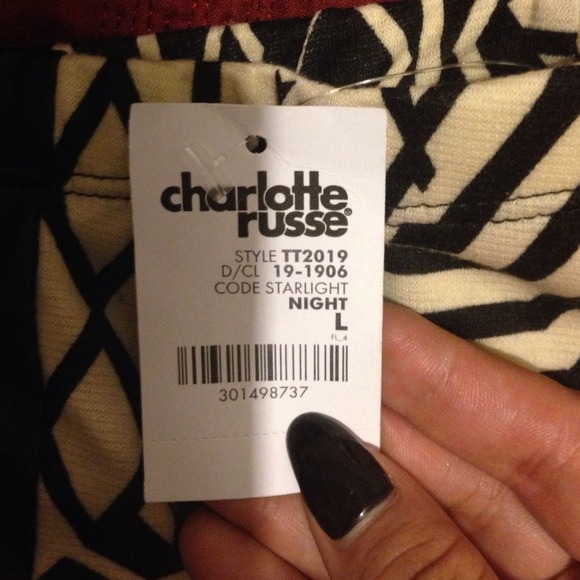 charlotte
russe®
STYLE TT2019
D/CL 19-1906
CODE STARLIGHT
NIGHT
L
FL_4
301498737